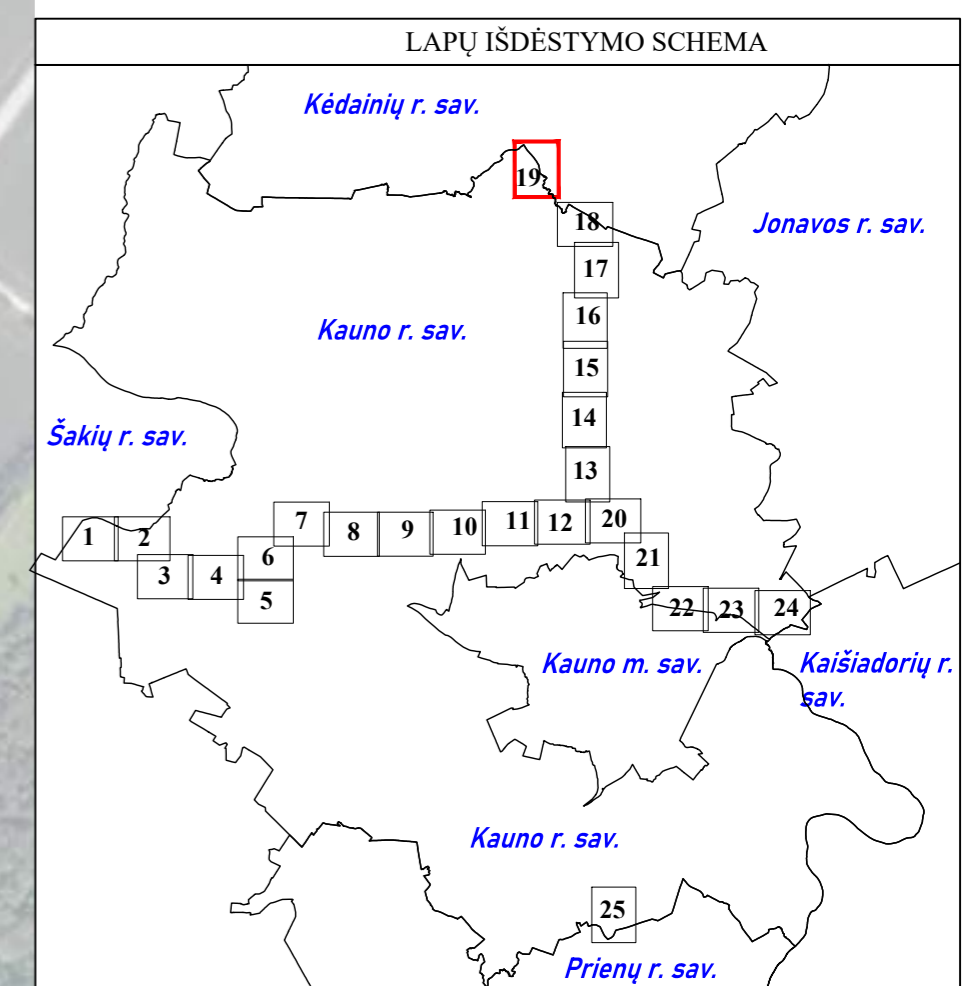 LAPŲ IŠDĖSTYMO SCHEMA
Kėdainių r. sav.
19
18
Jonavos r. sav.
17
16
Kauno r. sav.
15
14
Šakių r. sav.
13
7
8
9
10
11
12
20
1
2
21
6
3
4
5
22
23
24
Kauno m. sav.
Kaišiadorių r.
sav.
Kauno r. sav.
25
Prienų r. sav.